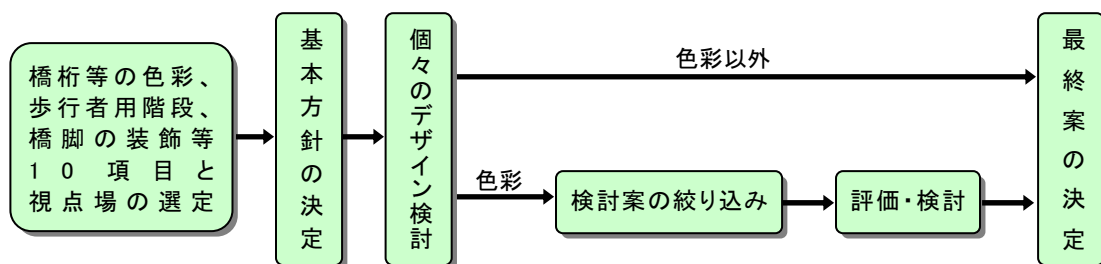 橋桁等の色彩、
歩行者用階段、
橋脚の装飾等
10 項目と
視点場の選定
基本方針の決定
個々のデザイン検討
色彩以外
色彩
検討案の絞り込み
評価・検討
最終案の決定